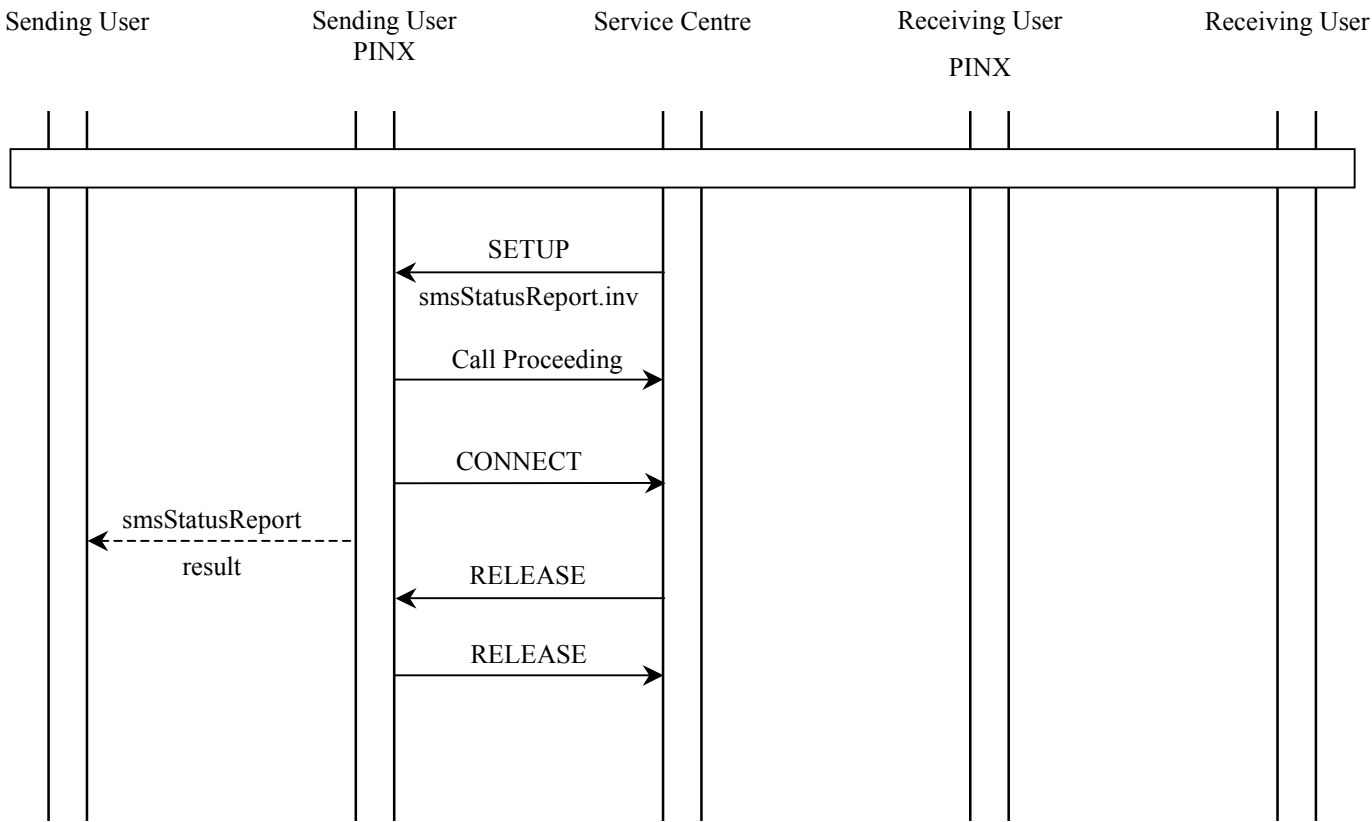 Sending User
Sending User
PINX
Service Centre
Receiving User
PINX
Receiving User
SETUP
smsStatusReport.inv
Call Proceeding
CONNECT
smsStatusReport
result
RELEASE
RELEASE